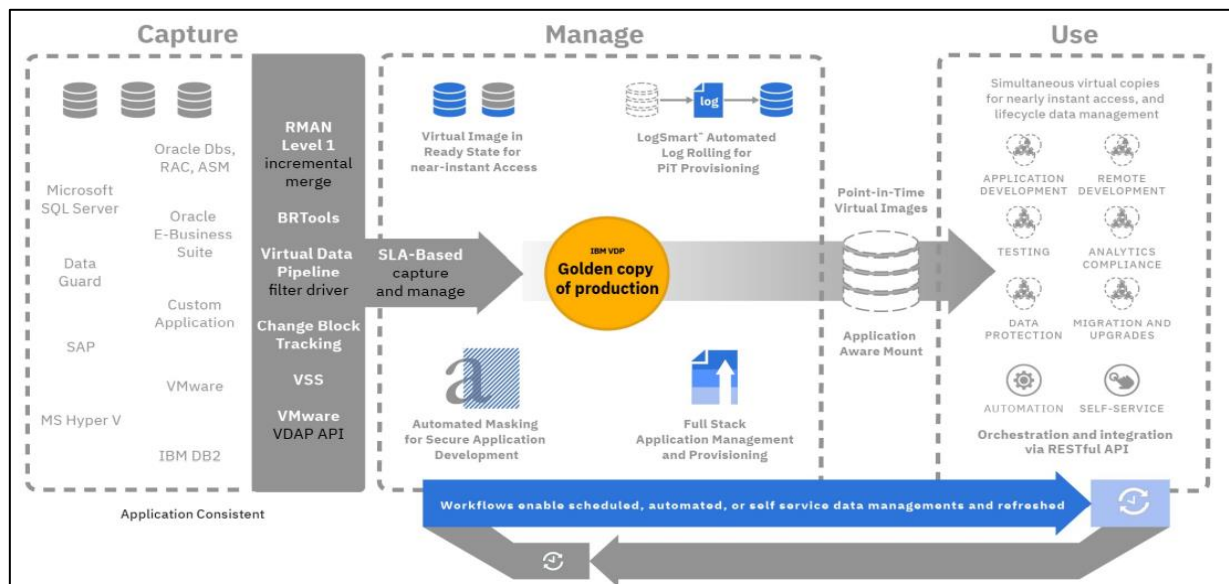 Capture
Manage
Use
Oracle Dbs,
RAC, ASM
Microsoft
SQL Server
Oracle
E-Business
Suite
Data
Guard
Custom
Application
SAP
VMware
MS Hyper V
IBM DB2
Application Consistent
RMAN
Level 1
incremental
merge
BRTools
Virtual Data
Pipeline
filter driver
Change Block
Tracking
VSS
VMware
VDAP API
SLA-Based
capture
and manage
Virtual Image in
Ready State for
near-instant Access
log
LogSmart™ Automated
Log Rolling for
PiT Provisioning
IBM VDP
Golden copy
of production
a
Automated Masking
for Secure Application
Development
Full Stack
Application Management
and Provisioning
Point-in-Time
Virtual Images
Application
Aware Mount
Simultaneous virtual copies
for nearly instant access, and
lifecycle data management
APPLICATION
DEVELOPMENT
REMOTE
DEVELOPMENT
TESTING
ANALYTICS
COMPLIANCE
DATA
PROTECTION
MIGRATION AND
UPGRADES
AUTOMATION
SELF-SERVICE
Orchestration and integration
via RESTful API
Workflows enable scheduled, automated, or self service data managements and refreshed